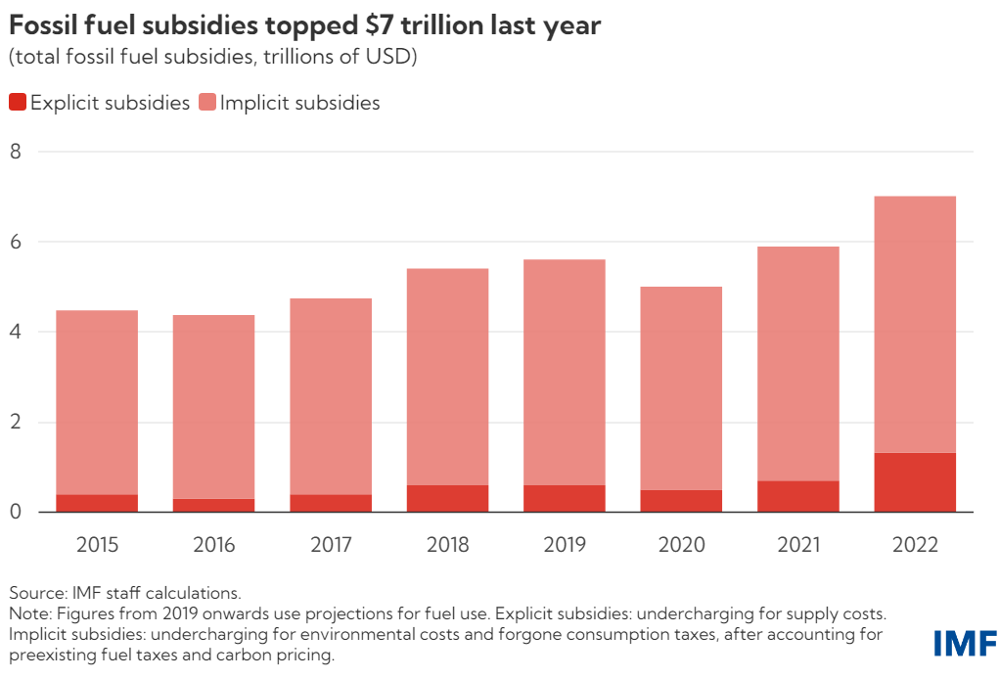 Fossil fuel subsidies topped $7 trillion last year
(total fossil fuel subsidies, trillions of USD)
Explicit subsidies Implicit subsidies
8
6
4
2
0
2015 2016 2017 2018 2019 2020 2021 2022
Source: IMF staff calculations.
Note: Figures from 2019 onwards use projections for fuel use. Explicit subsidies: undercharging for supply costs.
Implicit subsidies: undercharging for environmental costs and forgone consumption taxes, after accounting for
preexisting fuel taxes and carbon pricing.
IMF